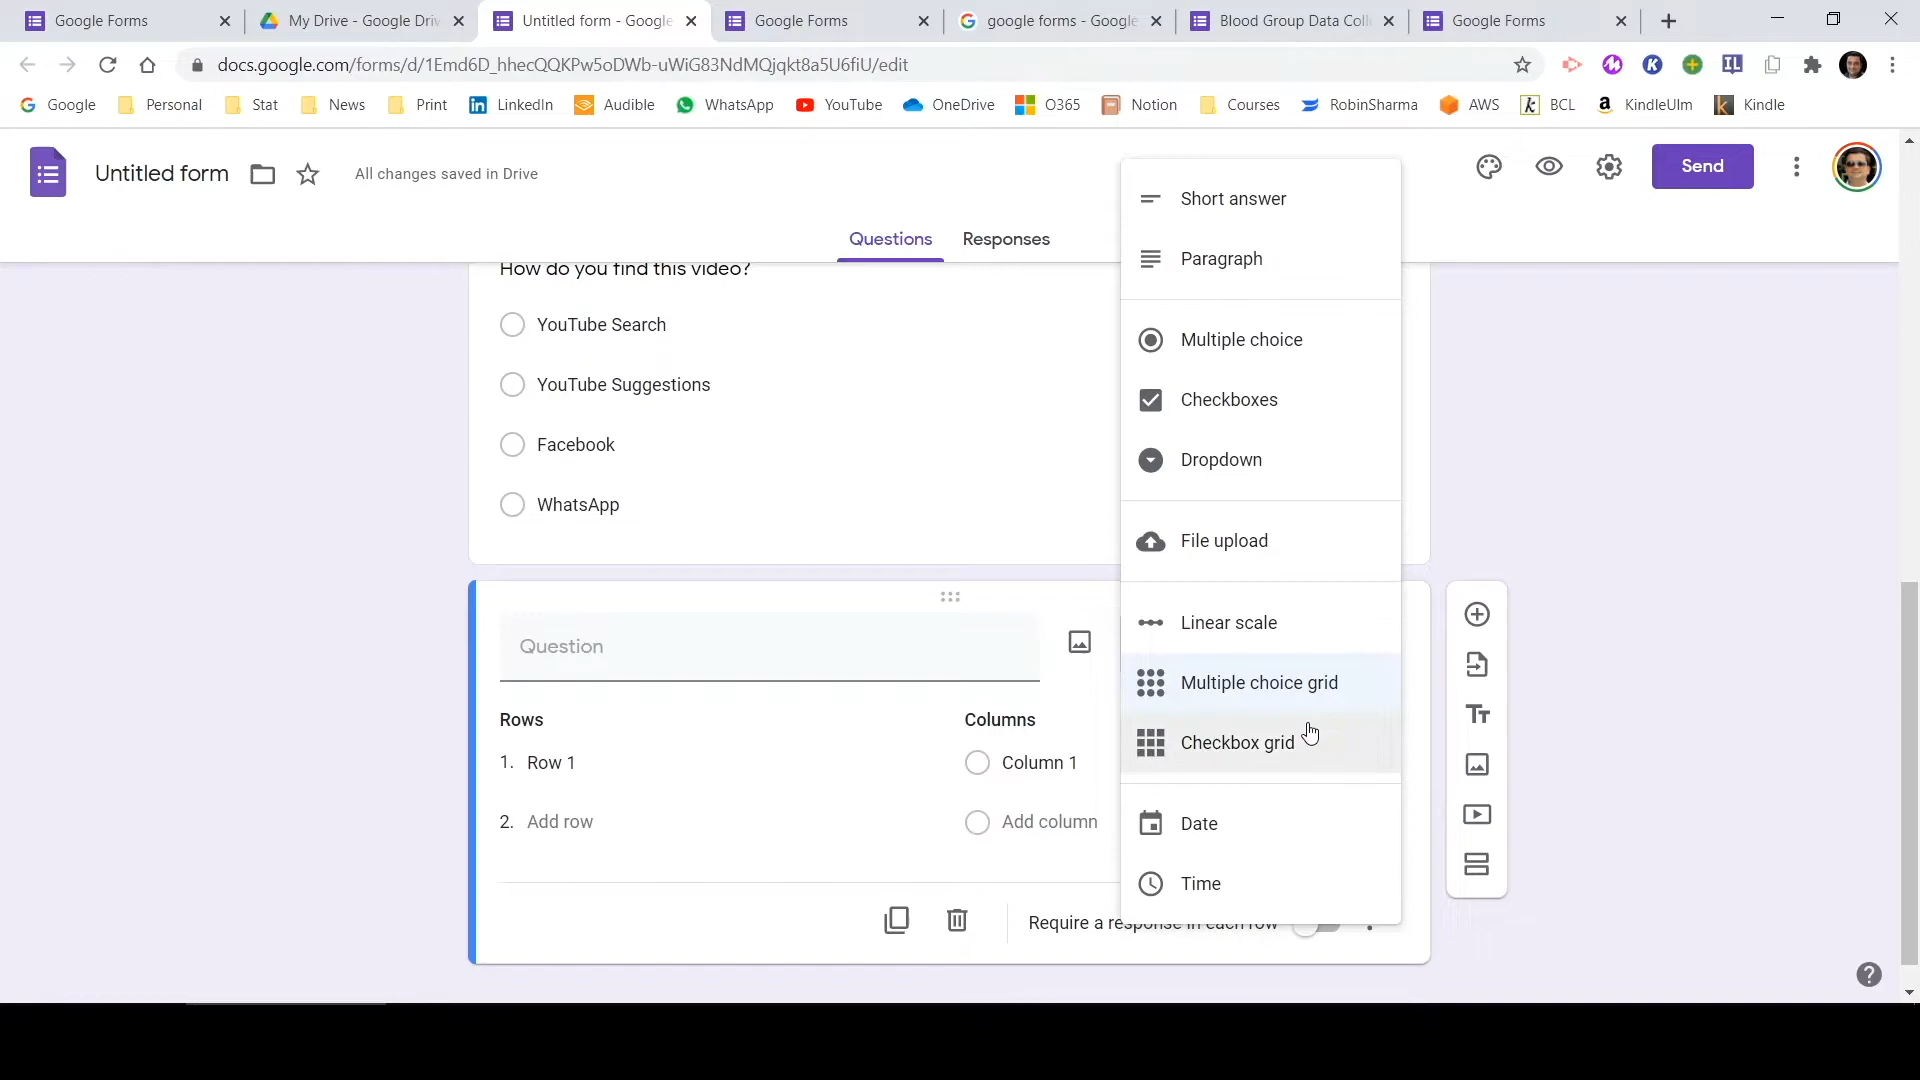 Google Forms
My Drive - Google Driv
Untitled form - Google
Google Forms
google forms - Google
Blood Group Data Coll
Google Forms
docs.google.com/forms/d/1Emd6D_hhecQQKPw5oDWb-uWiG83NdMQjqkt8a5U6fiU/edit
Google
Personal
Stat
News
Print
LinkedIn
Audible
WhatsApp
YouTube
OneDrive
O365
Notion
Courses
RobinSharma
AWS
BCL
KindleUlm
Kindle
Untitled form
All changes saved in Drive
Send
Questions
Responses
How do you find this video?
YouTube Search
YouTube Suggestions
Facebook
WhatsApp
Question
Rows
1. Row 1
2. Add row
Columns
Column 1
Add column
Require a response in each row
Short answer
Paragraph
Multiple choice
Checkboxes
Dropdown
File upload
Linear scale
Multiple choice grid
Checkbox grid
Date
Time